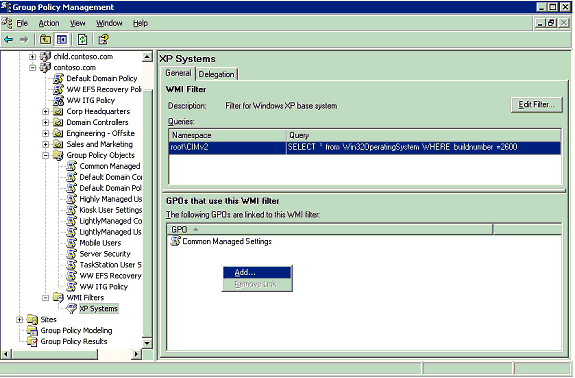 Group Policy Management
File Action View Window Help
child.contoso.com
contoso.com
Default Domain Policy
WW EFS Recovery Poli
WW ITG Policy
Corp Headquarters
Domain Controllers
Engineering - Offsite
Sales and Marketing
Group Policy Objects
Common Managed
Default Domain Co
Default Domain Pol
Highly Managed Us
Kiosk User Settings
LightlyManaged Co
LightlyManaged Us
Mobile Users
Server Security
TaskStation User S
WW EFS Recovery
WW ITG Policy
WMI Filters
XP Systems
Sites
Group Policy Modeling
Group Policy Results
XP Systems
General Delegation
WMI Filter
Description: Filter for Windows XP base system
Edit Filter...
Queries:
Namespace Query
root\CIMv2 SELECT * from Win32OperatingSystem WHERE buildnumber =2600
GPOs that use this WMI filter
The following GPOs are linked to this WMI filter:
GPO
Common Managed Settings
Add...
Remove Link